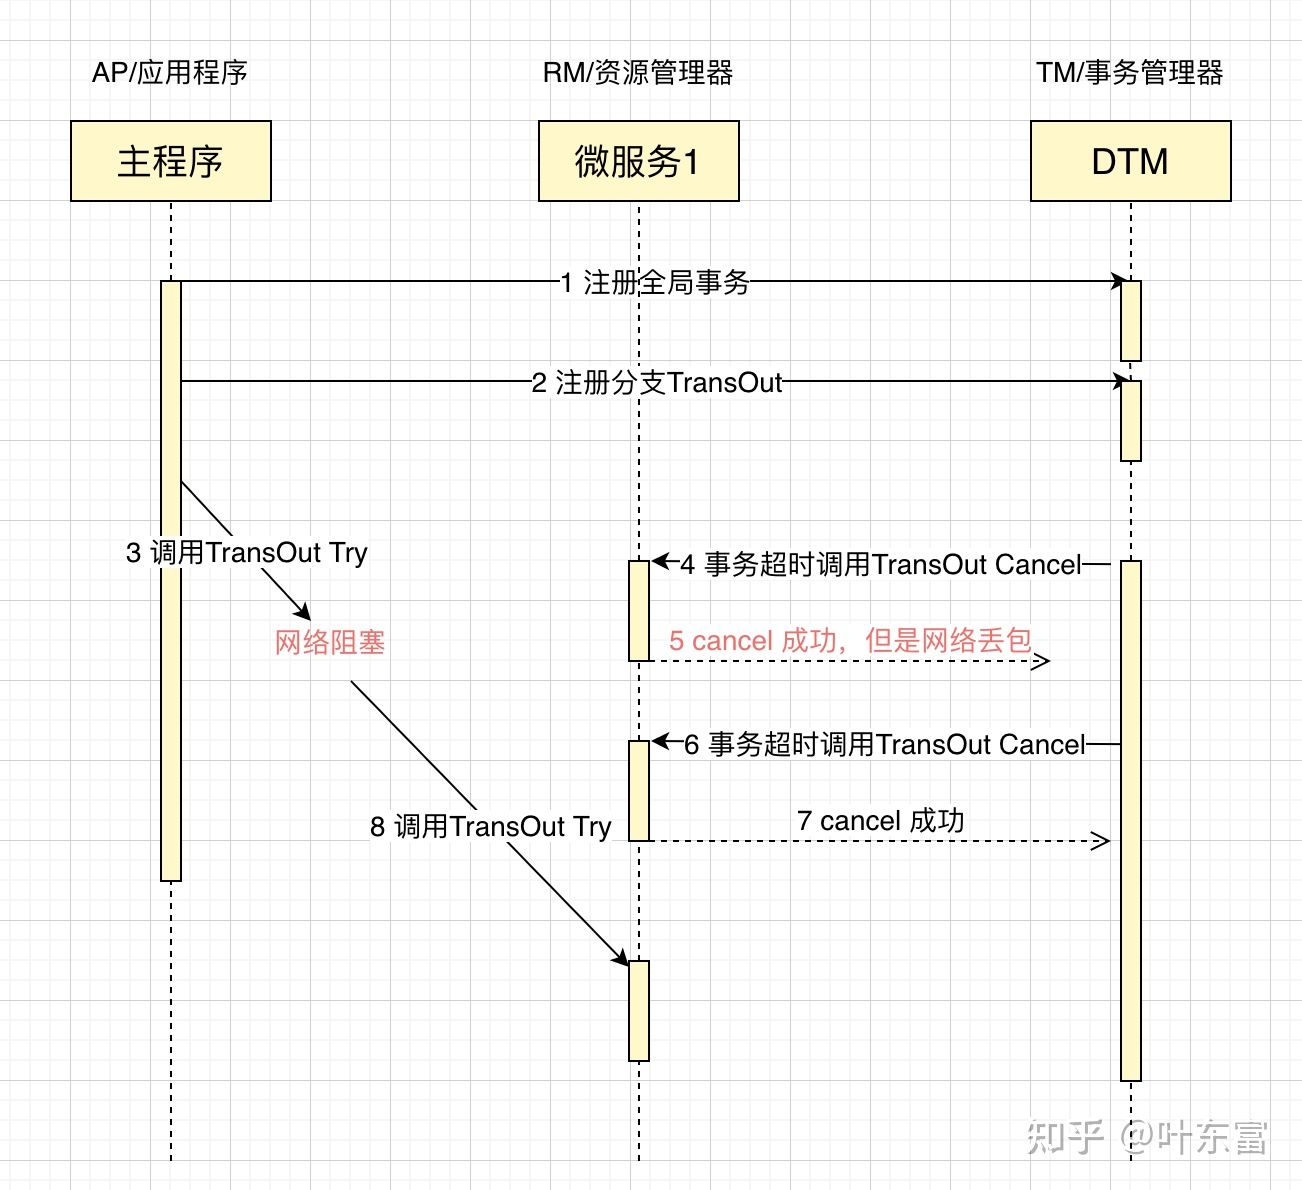 AP/应用程序
RM/资源管理器
TM/事务管理器
主程序
微服务1
DTM
1 注册全局事务
2 注册分支TransOut
3 调用TransOut Try
4 事务超时调用TransOut Cancel
网络阻塞
5 cancel 成功，但是网络丢包
6 事务超时调用TransOut Cancel
7 cancel 成功
8 调用TransOut Try
知乎 @叶东富